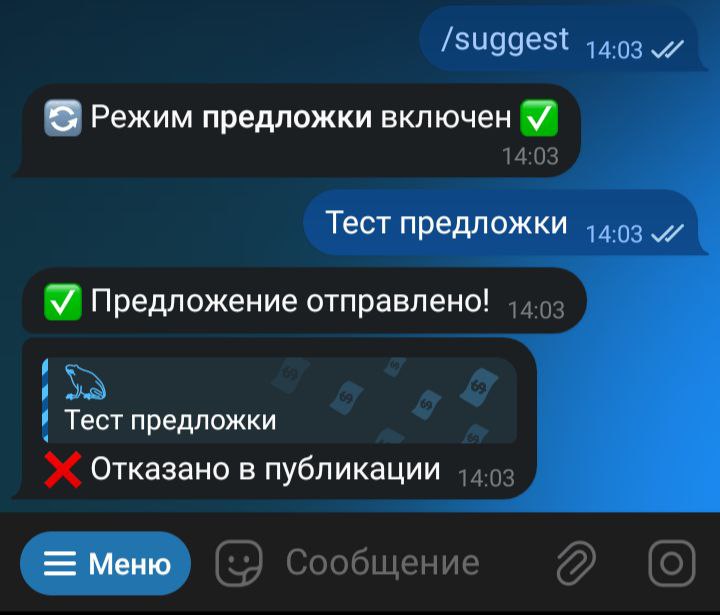 /suggest 14:03
Режим предложки включен
14:03
Тест предложки 14:03
Предложение отправлено! 14:03
Тест предложки
Отказано в публикации 14:03
Меню Сообщение